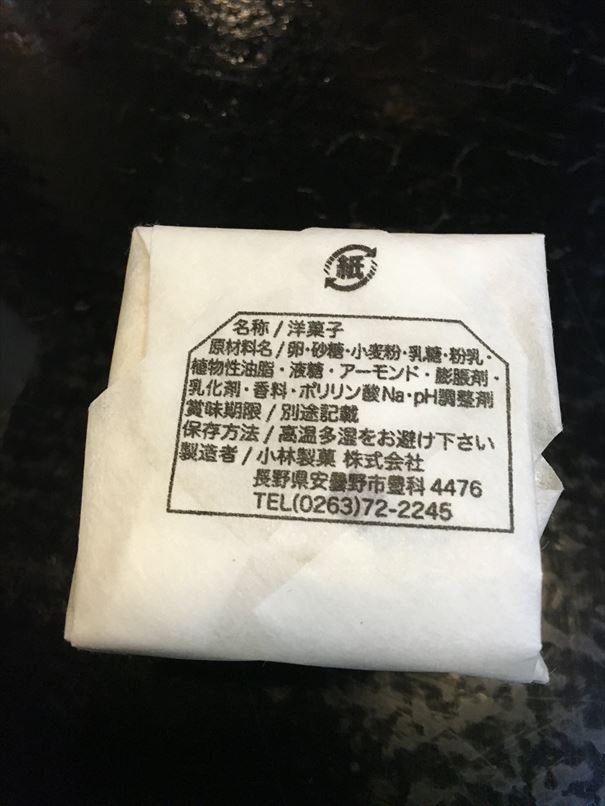 紙
名称/洋菓子
原材料名/卵・砂糖・小麦粉・乳糖・粉乳・
植物性油脂・液糖・アーモンド・膨脹剤・
乳化剤・香料・ポリリン酸Na・pH調整剤
賞味期限/別途記載
保存方法/高温多湿をお避け下さい
製造者/小林製菓 株式会社
長野県安曇野市豊科 4476
TEL(0263)72-2245